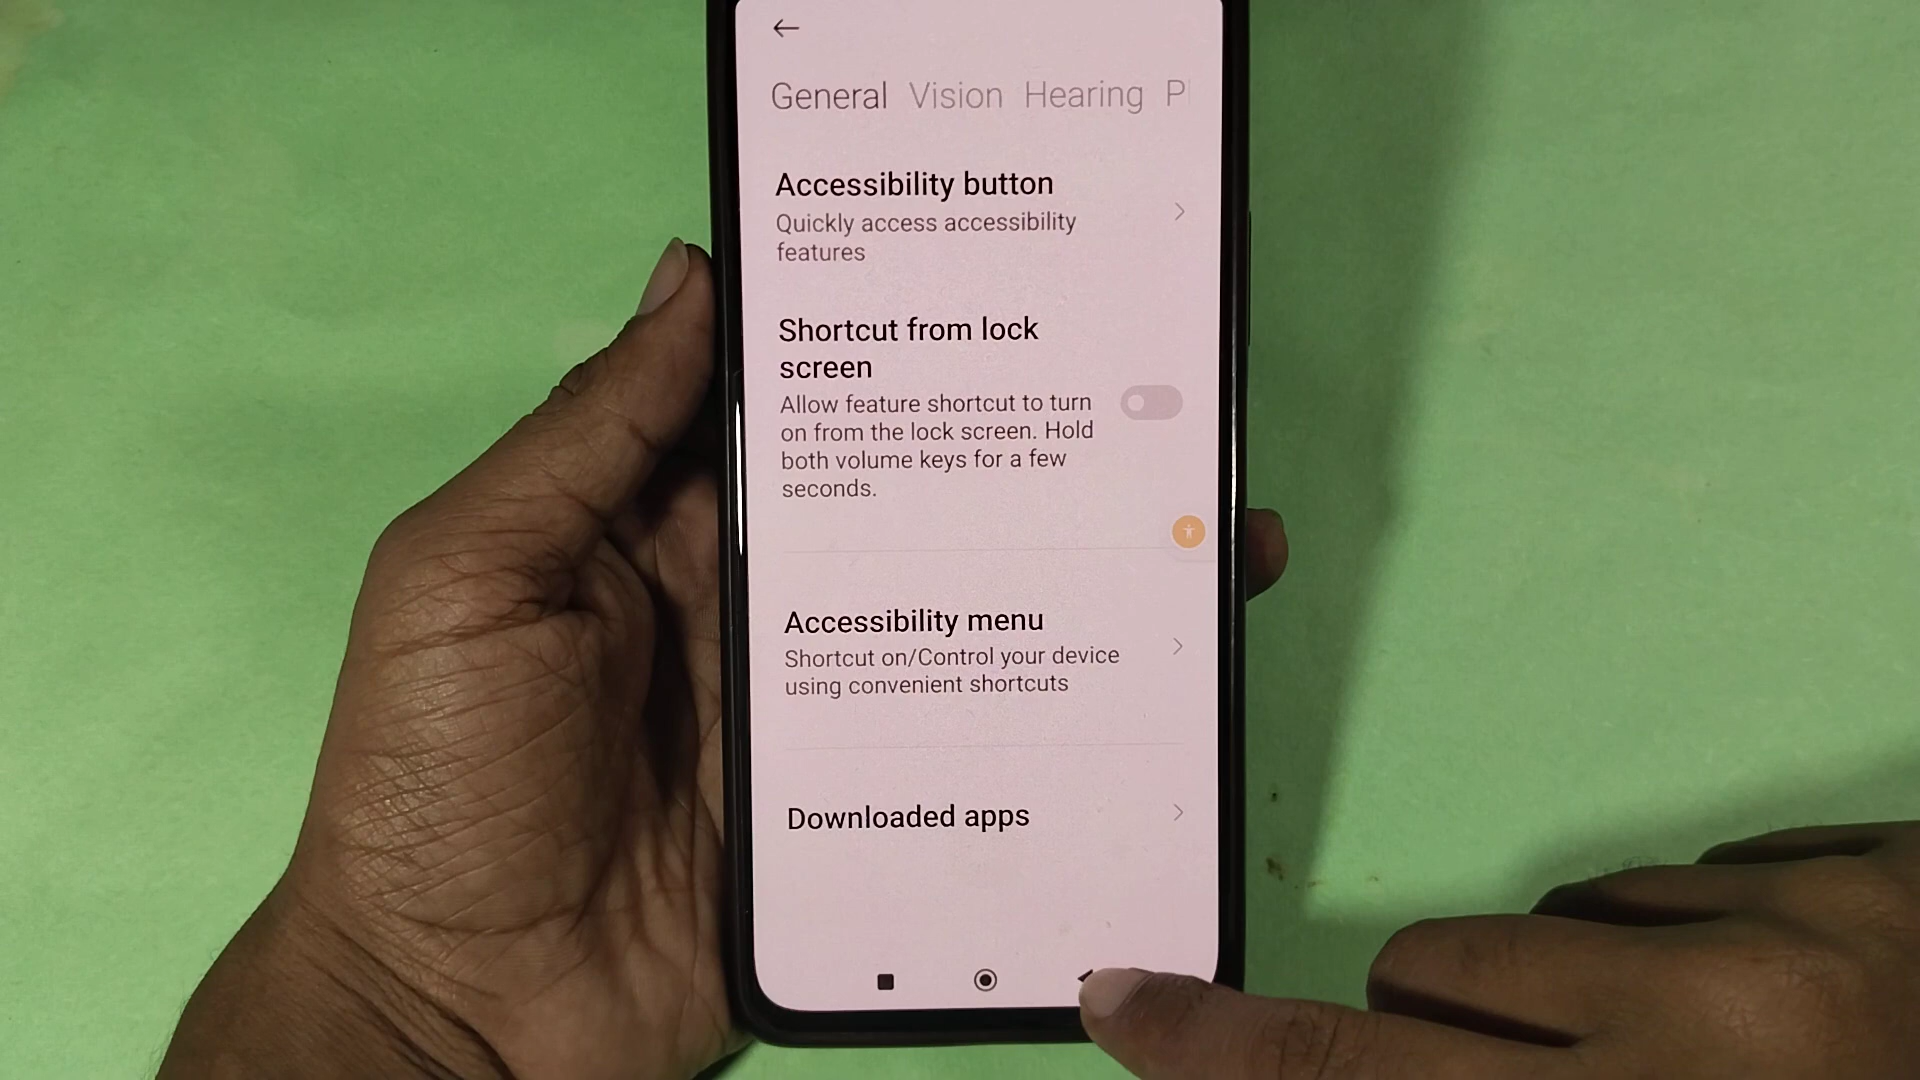 General Vision Hearing P
Accessibility button
Quickly access accessibility
features
Shortcut from lock
screen
Allow feature shortcut to turn
on from the lock screen. Hold
both volume keys for a few
seconds.
Accessibility menu
Shortcut on/Control your device
using convenient shortcuts
Downloaded apps